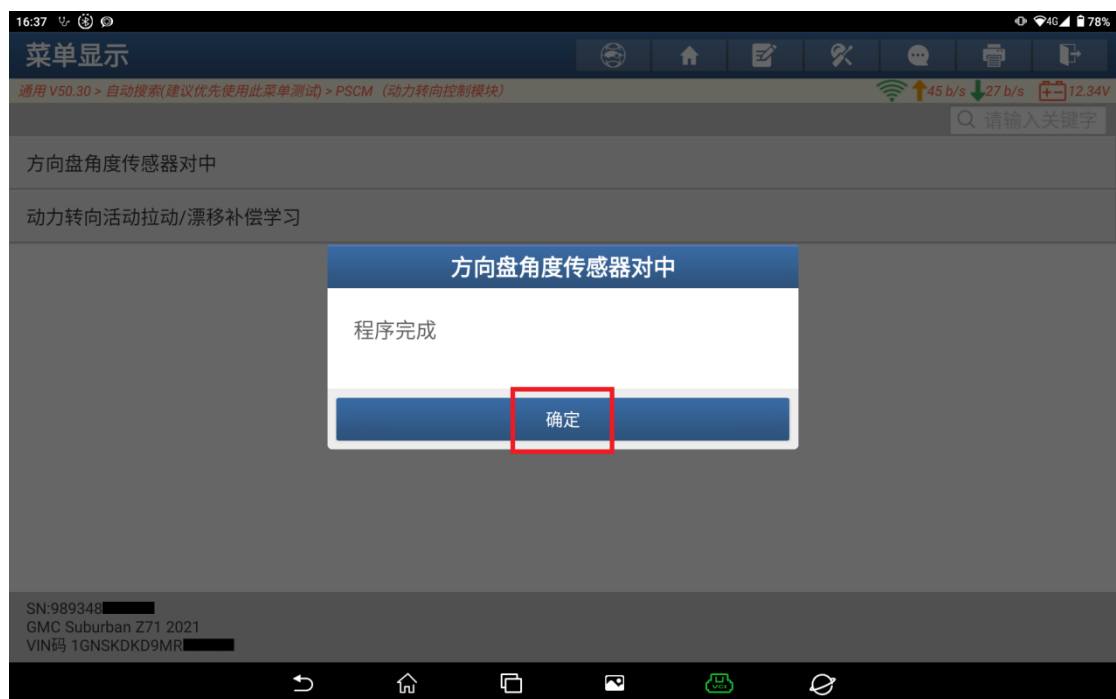 16:37
4G 78%
菜单显示
通用 V50.30 > 自动搜索(建议优先使用此菜单测试) > PSCM（动力转向控制模块）
45 b/s 27 b/s 12.34V
请输入关键字
方向盘角度传感器对中
动力转向活动拉动/漂移补偿学习
方向盘角度传感器对中
程序完成
确定
SN:989348
GMC Suburban Z71 2021
VIN码 1GNSKDKD9MR
VCI